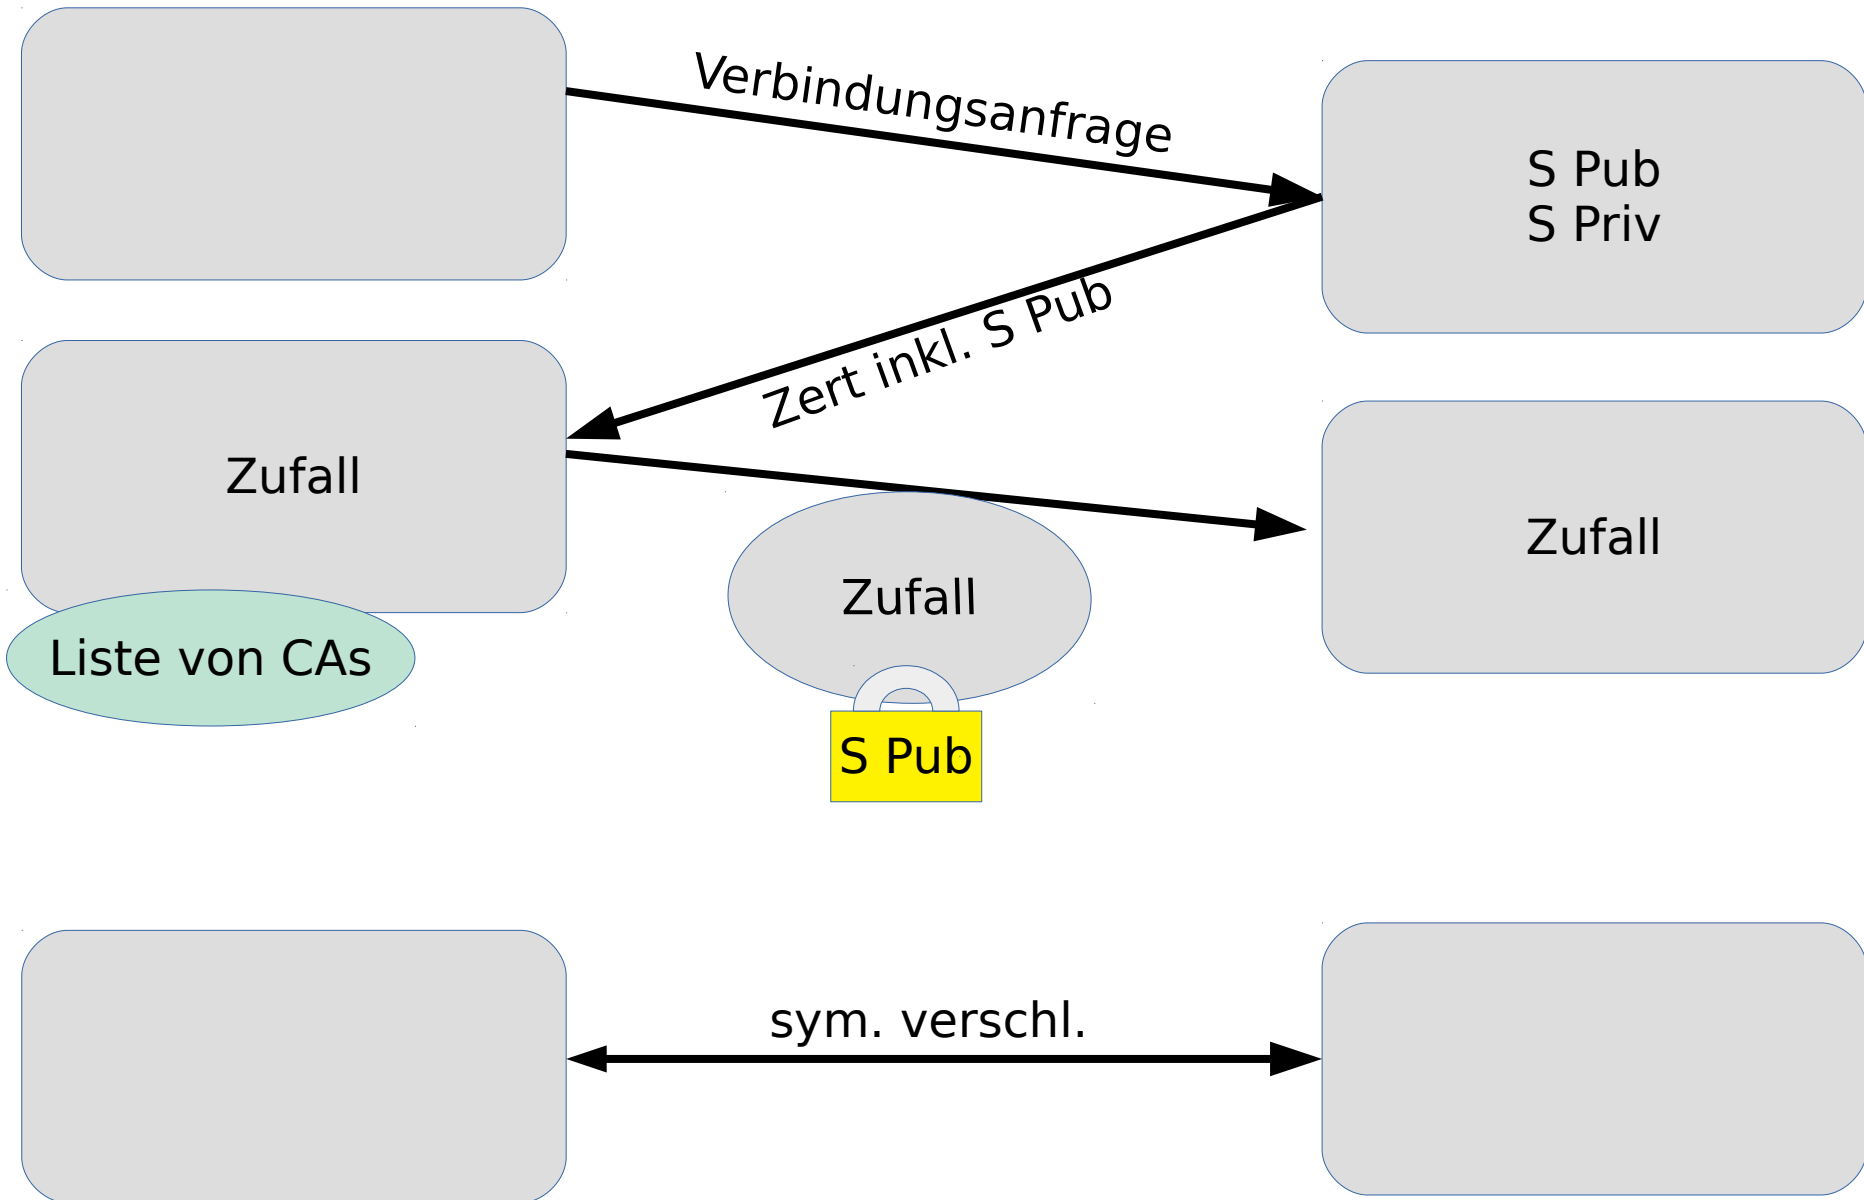 Verbindungsanfrage
S Pub
S Priv
Zert inkl. S Pub
Zufall
Zufall
Zufall
Liste von CAs
S Pub
sym. verschl.